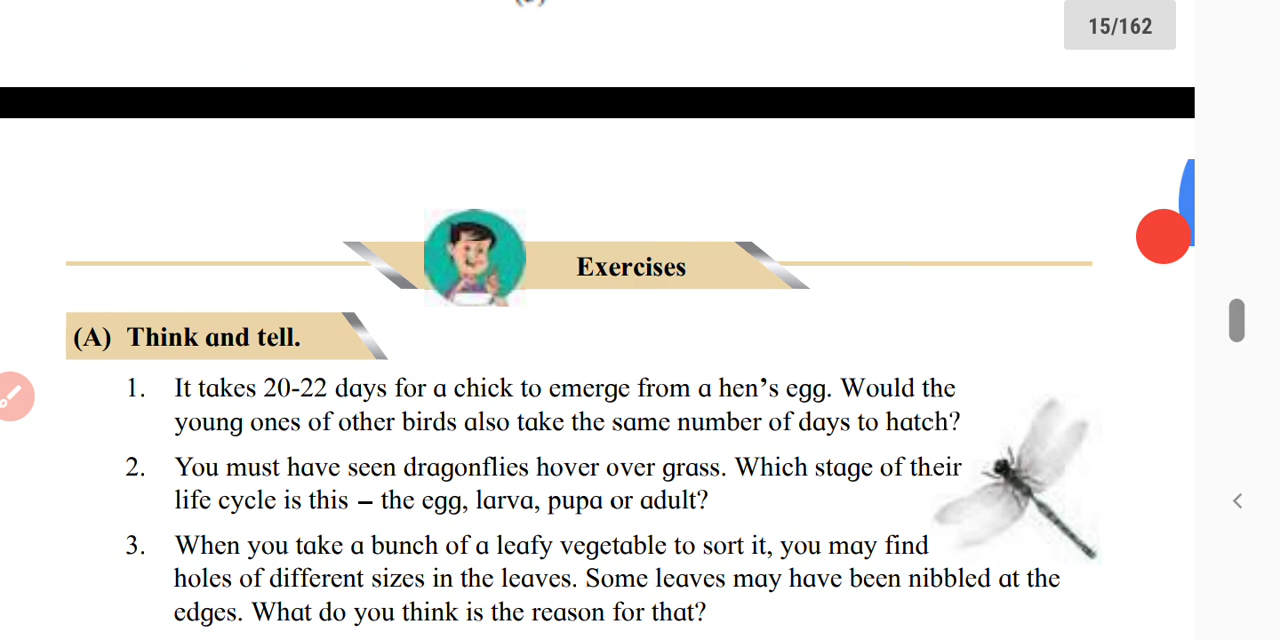 15/162
Exercises
(A) Think and tell.
1. It takes 20-22 days for a chick to emerge from a hen's egg. Would the
young ones of other birds also take the same number of days to hatch?
2. You must have seen dragonflies hover over grass. Which stage of their
life cycle is this – the egg, larva, pupa or adult?
3. When you take a bunch of a leafy vegetable to sort it, you may find
holes of different sizes in the leaves. Some leaves may have been nibbled at the
edges. What do you think is the reason for that?